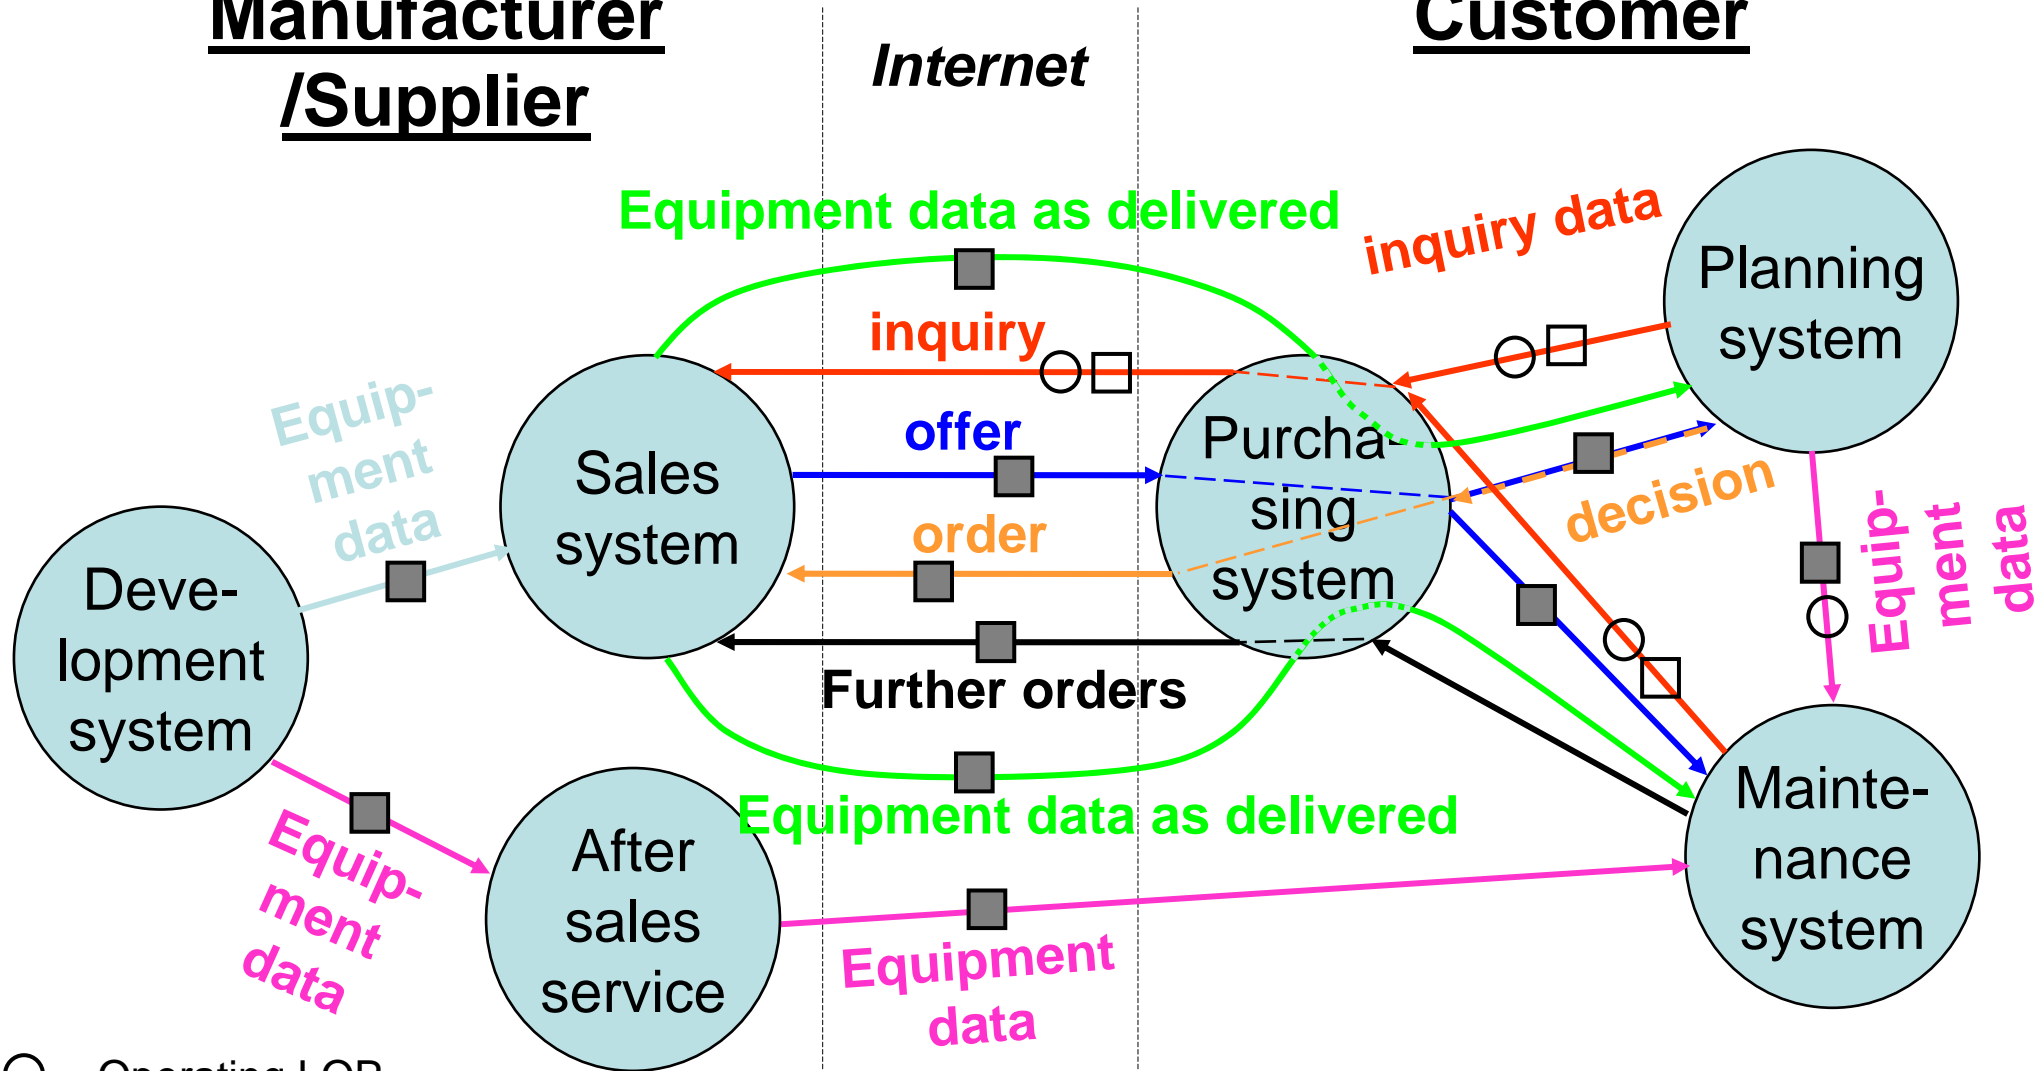 Manufacturer
/Supplier
Internet
Customer
Equipment data as delivered
inquiry data
Planning
system
inquiry
Equip-
ment
data
offer
Sales
system
Purcha-
sing
system
decision
order
Equip-
ment
data
Deve-
lopment
system
Further orders
Equipment data as delivered
Mainte-
nance
system
Equip-
ment
data
After
sales
service
Equipment
data
Operating LOP